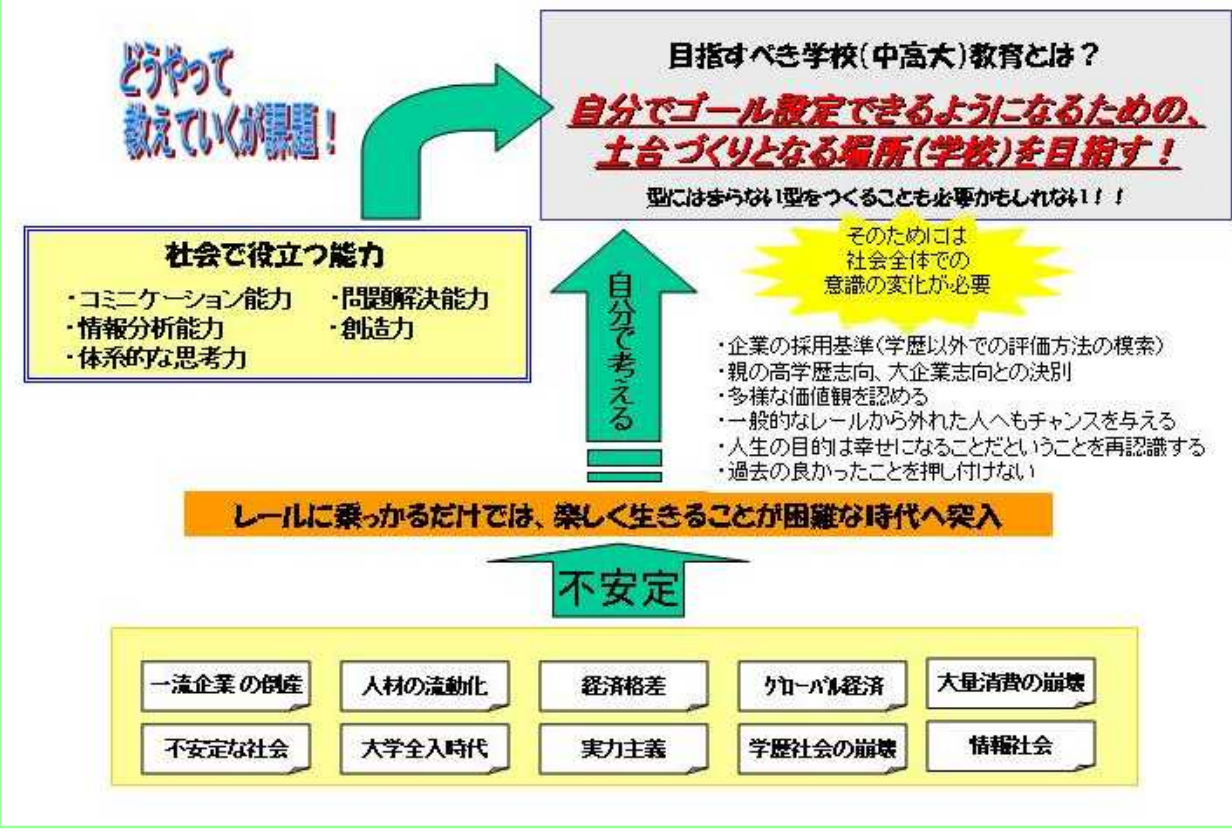 どうやって
教えていくが課題！
目指すべき学校(中高大)教育とは？
自分でゴール設定できるようになるための、
土台づくりとなる場所(学校)を目指す！
型にはまらない型をつくることも必要かもしれない！！
社会で役立つ能力
・コミニケーション能力 ・問題解決能力
・情報分析能力 ・創造力
・体系的な思考力
自分で考える
そのためには
社会全体での
意識の変化が必要
・企業の採用基準(学歴以外での評価方法の模索)
・親の高学歴志向、大企業志向との決別
・多様な価値観を認める
・一般的なレールから外れた人へもチャンスを与える
・人生の目的は幸せになることだということを再認識する
・過去の良かったことを押し付けない
レールに乗っかるだけでは、楽しく生きることが困難な時代へ突入
不安定
一流企業の倒産 人材の流動化 経済格差 グローバル経済 大量消費の崩壊
不安定な社会 大学全入時代 実力主義 学歴社会の崩壊 情報社会